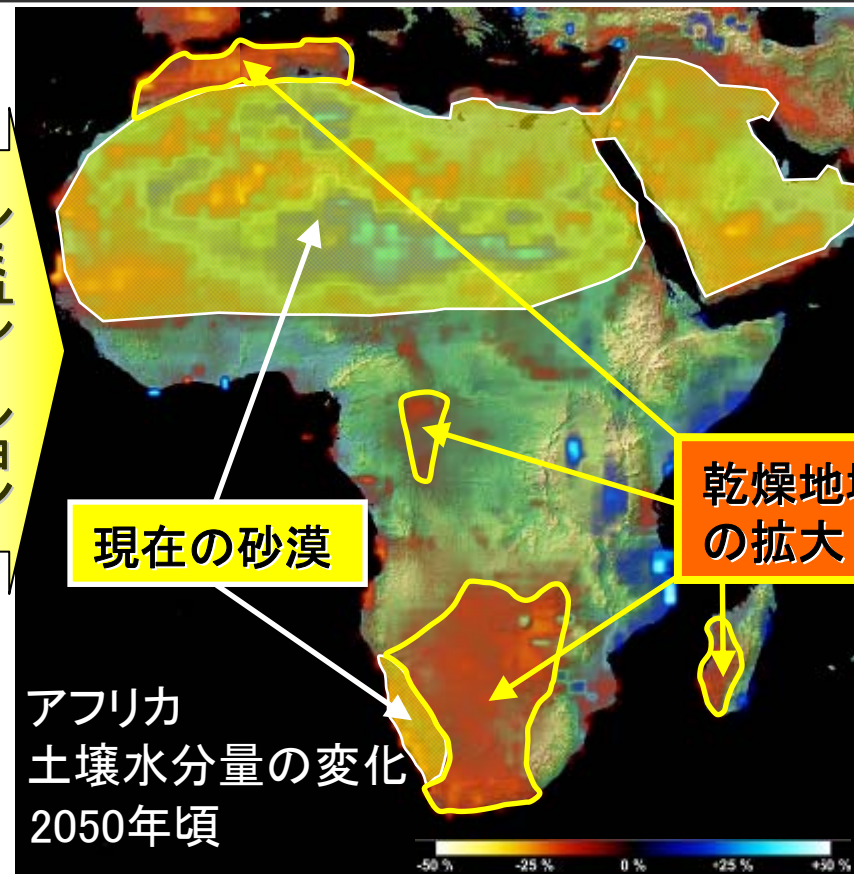 現在の砂漠
乾燥地
の拡大
アフリカ
土壌水分量の変化
2050年頃
-50 %
-25 %
0 %
+25 %
+50 %